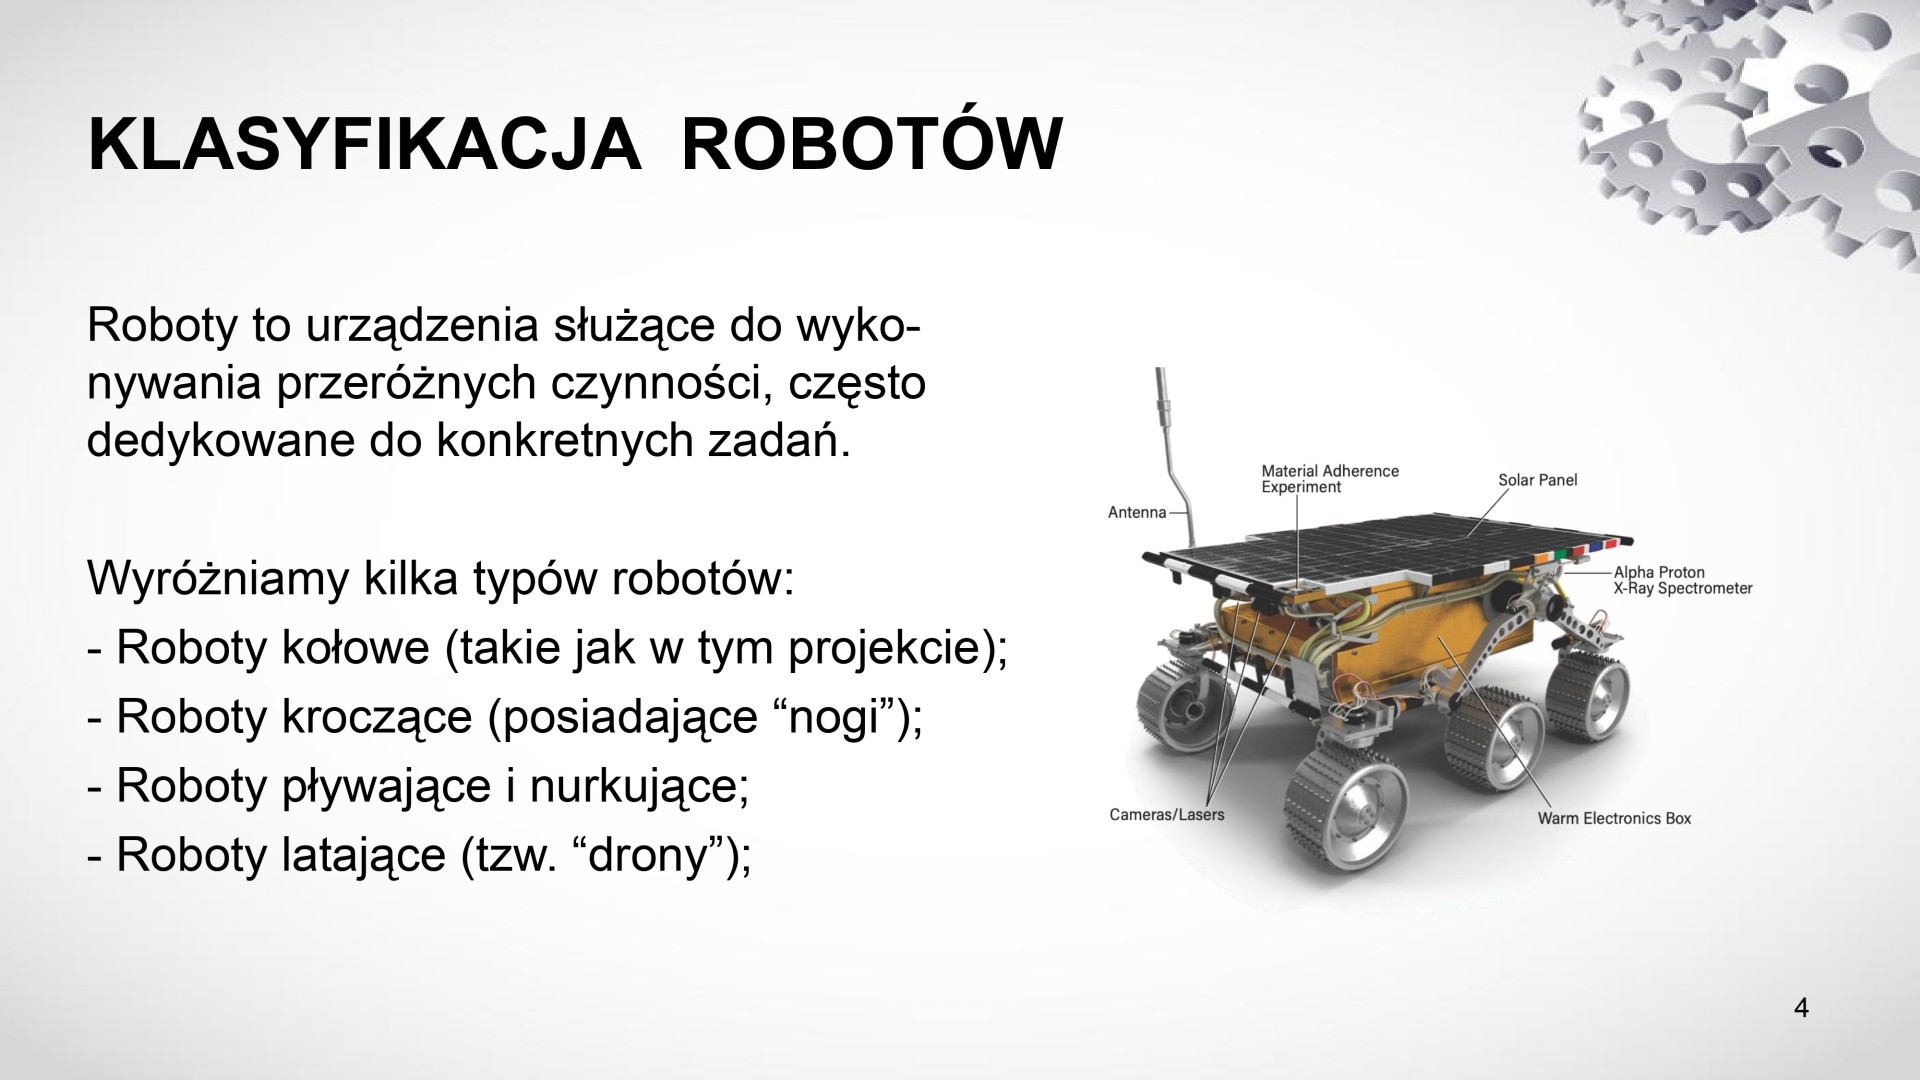 KLASYFIKACJA ROBOTÓW
Roboty to urządzenia służące do wyko-
nywania przeróżnych czynności, często
dedykowane do konkretnych zadań.
Wyróżniamy kilka typów robotów:
- Roboty kołowe (takie jak w tym projekcie);
- Roboty kroczące (posiadające “nogi”);
- Roboty pływające i nurkujące;
- Roboty latające (tzw. “drony”);
Material Adherence
Experiment
Solar Panel
Antenna
Alpha Proton
X-Ray Spectrometer
Cameras/Lasers
Warm Electronics Box
4